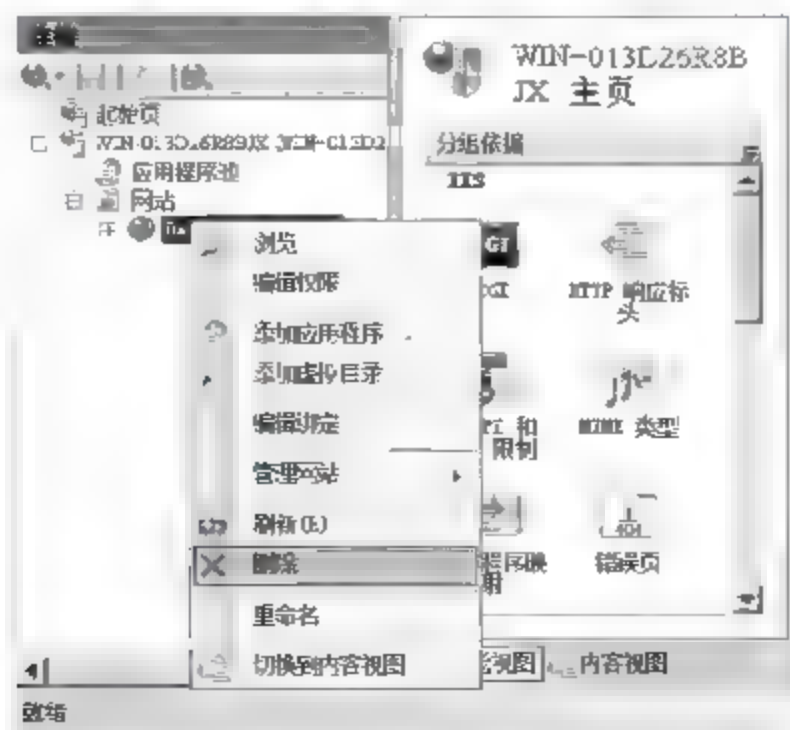 起始页
应用程序池
网站
浏览
编辑权限
添加应用程序
添加虚拟目录
编辑绑定
管理网站
刷新(R)
删除
重命名
切换到内容视图
主页
分组依据
IIS
HTTP 响应标
头
和
限制
MIME 类型
错误页
内容视图
就绪